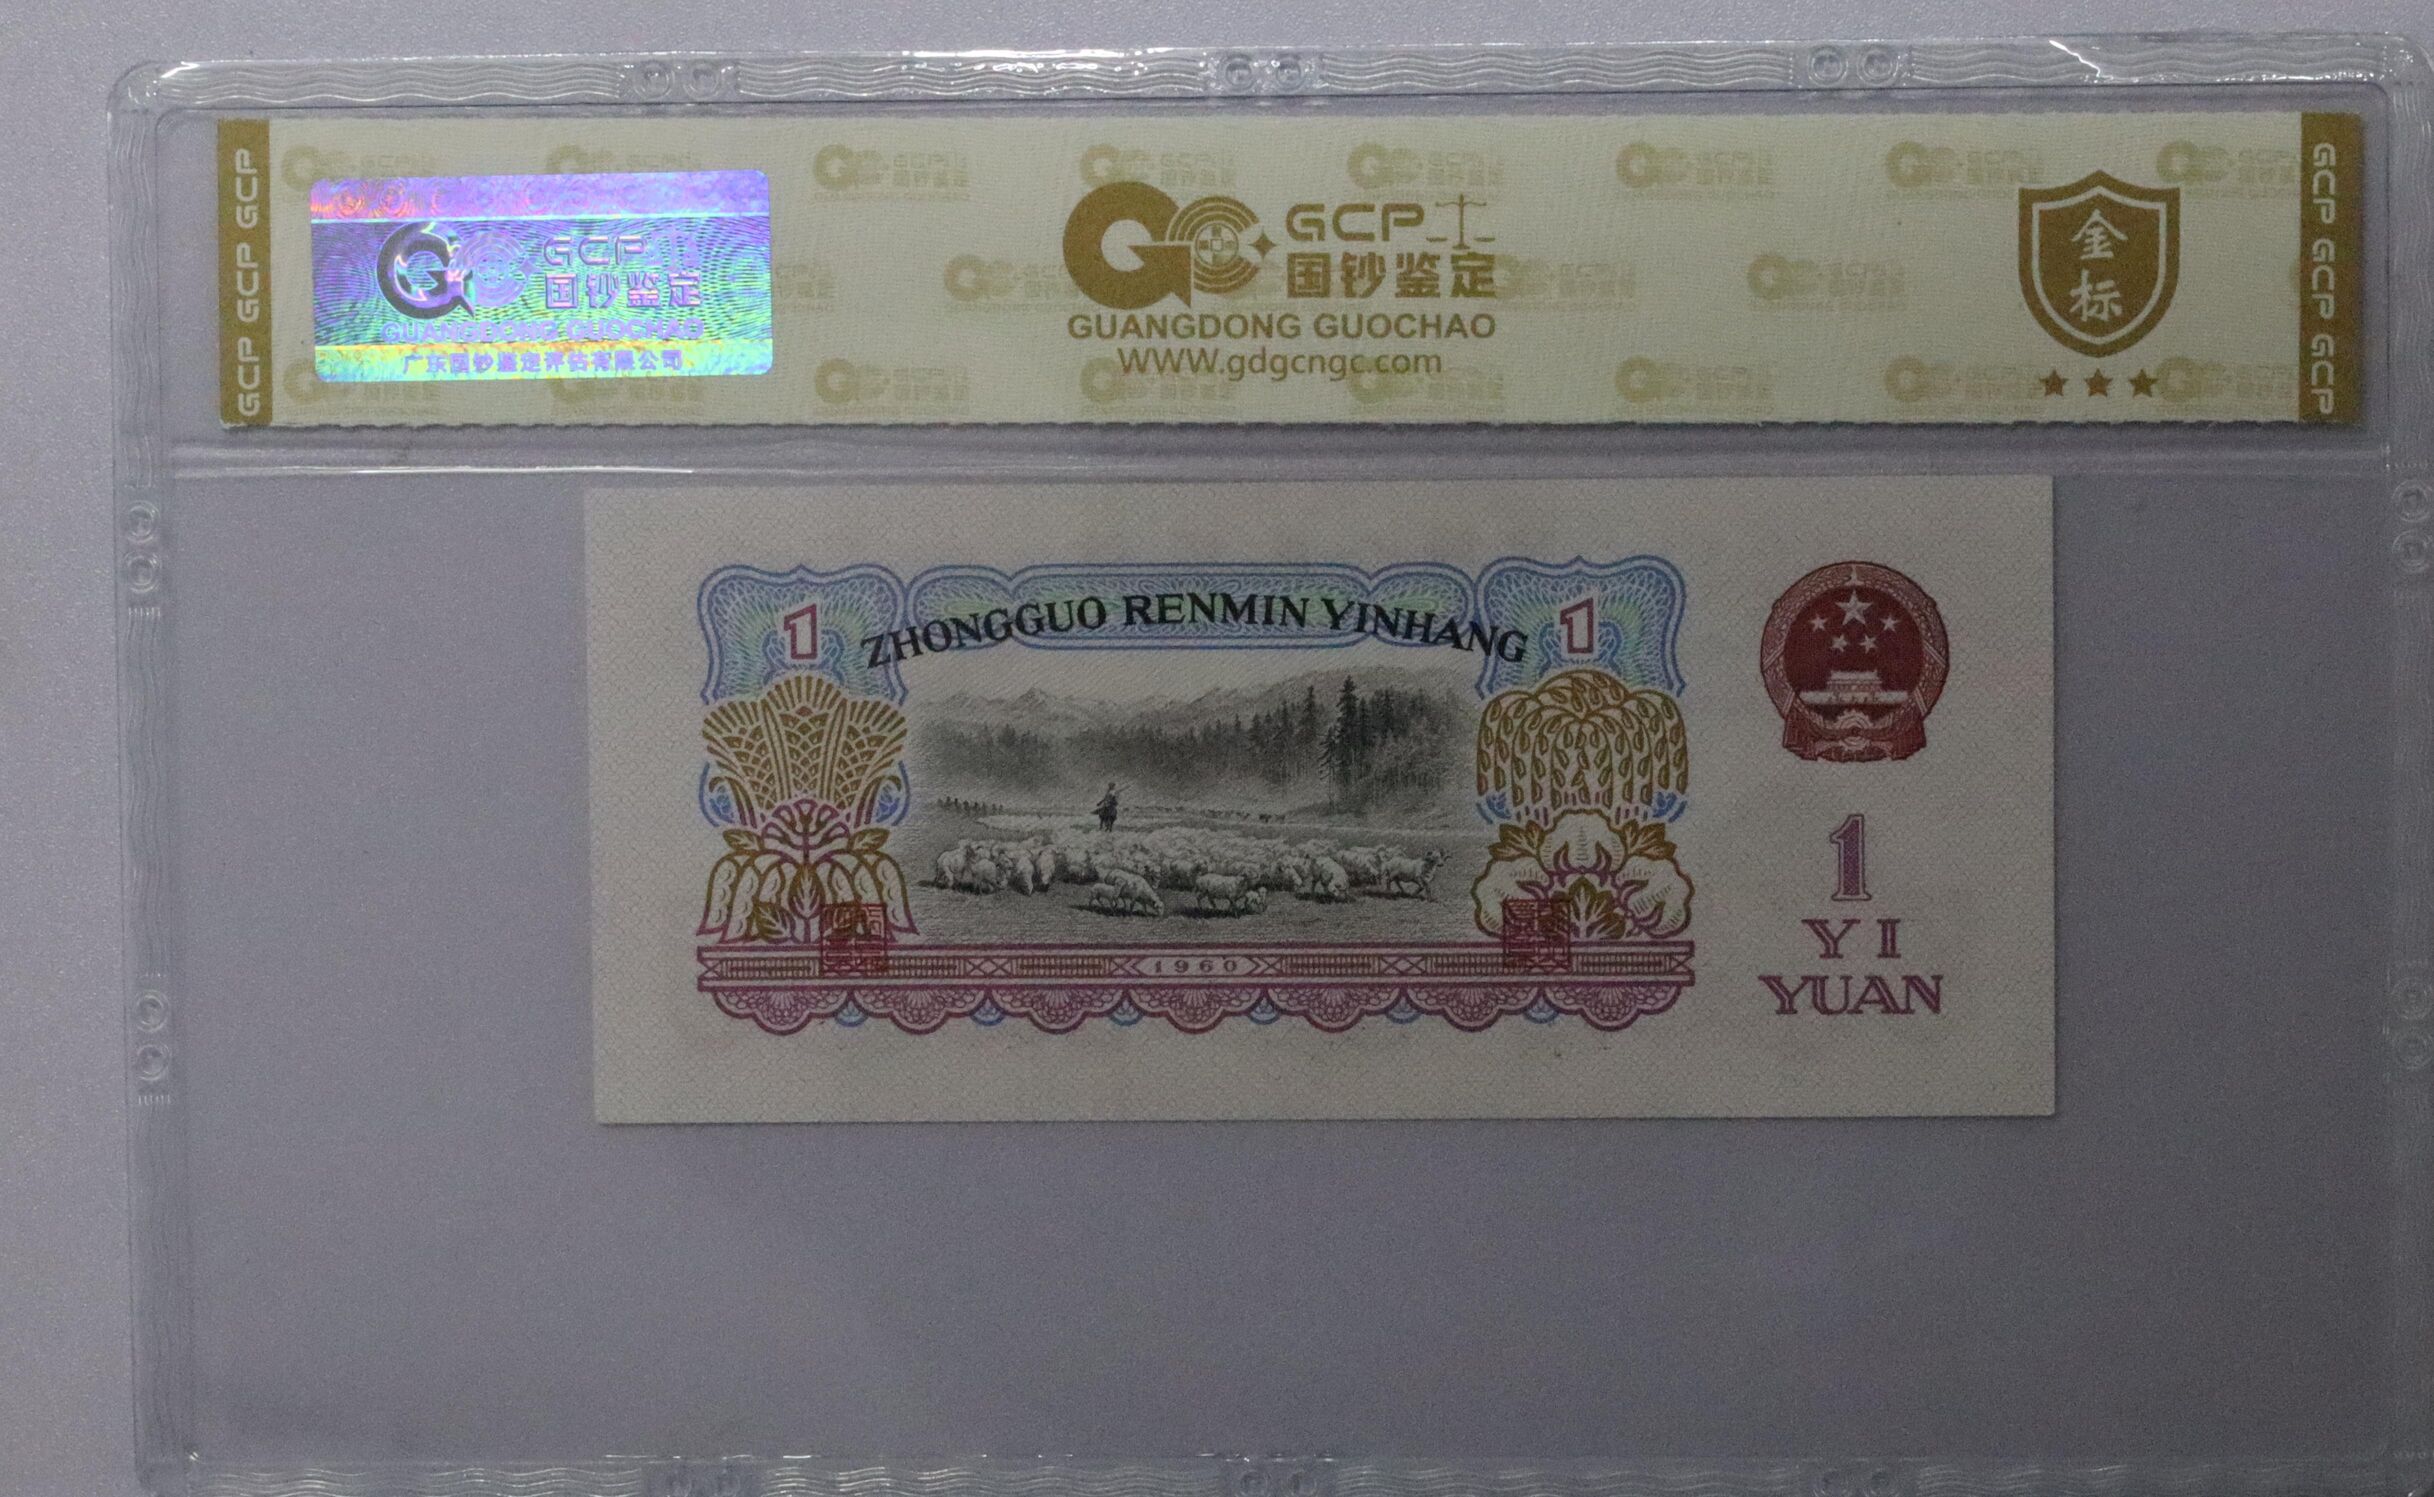 GCP GCP GCP
GCP
国钞鉴定
GUANGDONG GUOCHAO
广东国钞鉴定评估有限公司
GCP
国钞鉴定
GUANGDONG GUOCHAO
WWW.gdgcngc.com
金
标
GCP GCP GCP
1
ZHONGGUO RENMIN YINHANG
1
1
YI
YUAN
1960